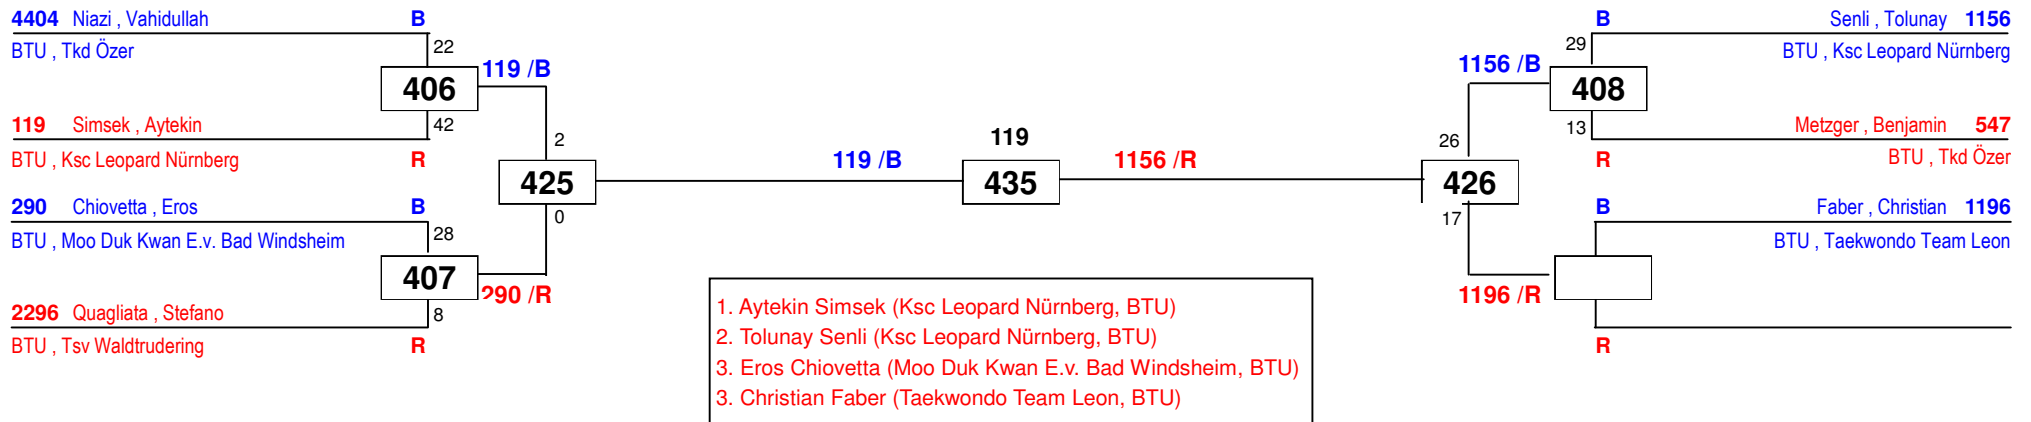 4404 Niazi , Vahidullah B
BTU , Tkd Özer
22
406
119 /B
42
119 Simsek , Aytekin
BTU , Ksc Leopard Nürnberg R
290 Chiovetta , Eros B
BTU , Moo Duk Kwan E.v. Bad Windsheim
28
407
290 /R
8
2296 Quagliata , Stefano
BTU , Tsv Waldtrudering R
2
425
0
119 /B
119
435
1156 /R
B Senli , Tolunay 1156
29
BTU , Ksc Leopard Nürnberg
1156 /B
408
13
Metzger , Benjamin 547
R BTU , Tkd Özer
26
426
17
B Faber , Christian 1196
BTU , Taekwondo Team Leon
1196 /R
R
1. Aytekin Simsek (Ksc Leopard Nürnberg, BTU)
2. Tolunay Senli (Ksc Leopard Nürnberg, BTU)
3. Eros Chiovetta (Moo Duk Kwan E.v. Bad Windsheim, BTU)
3. Christian Faber (Taekwondo Team Leon, BTU)